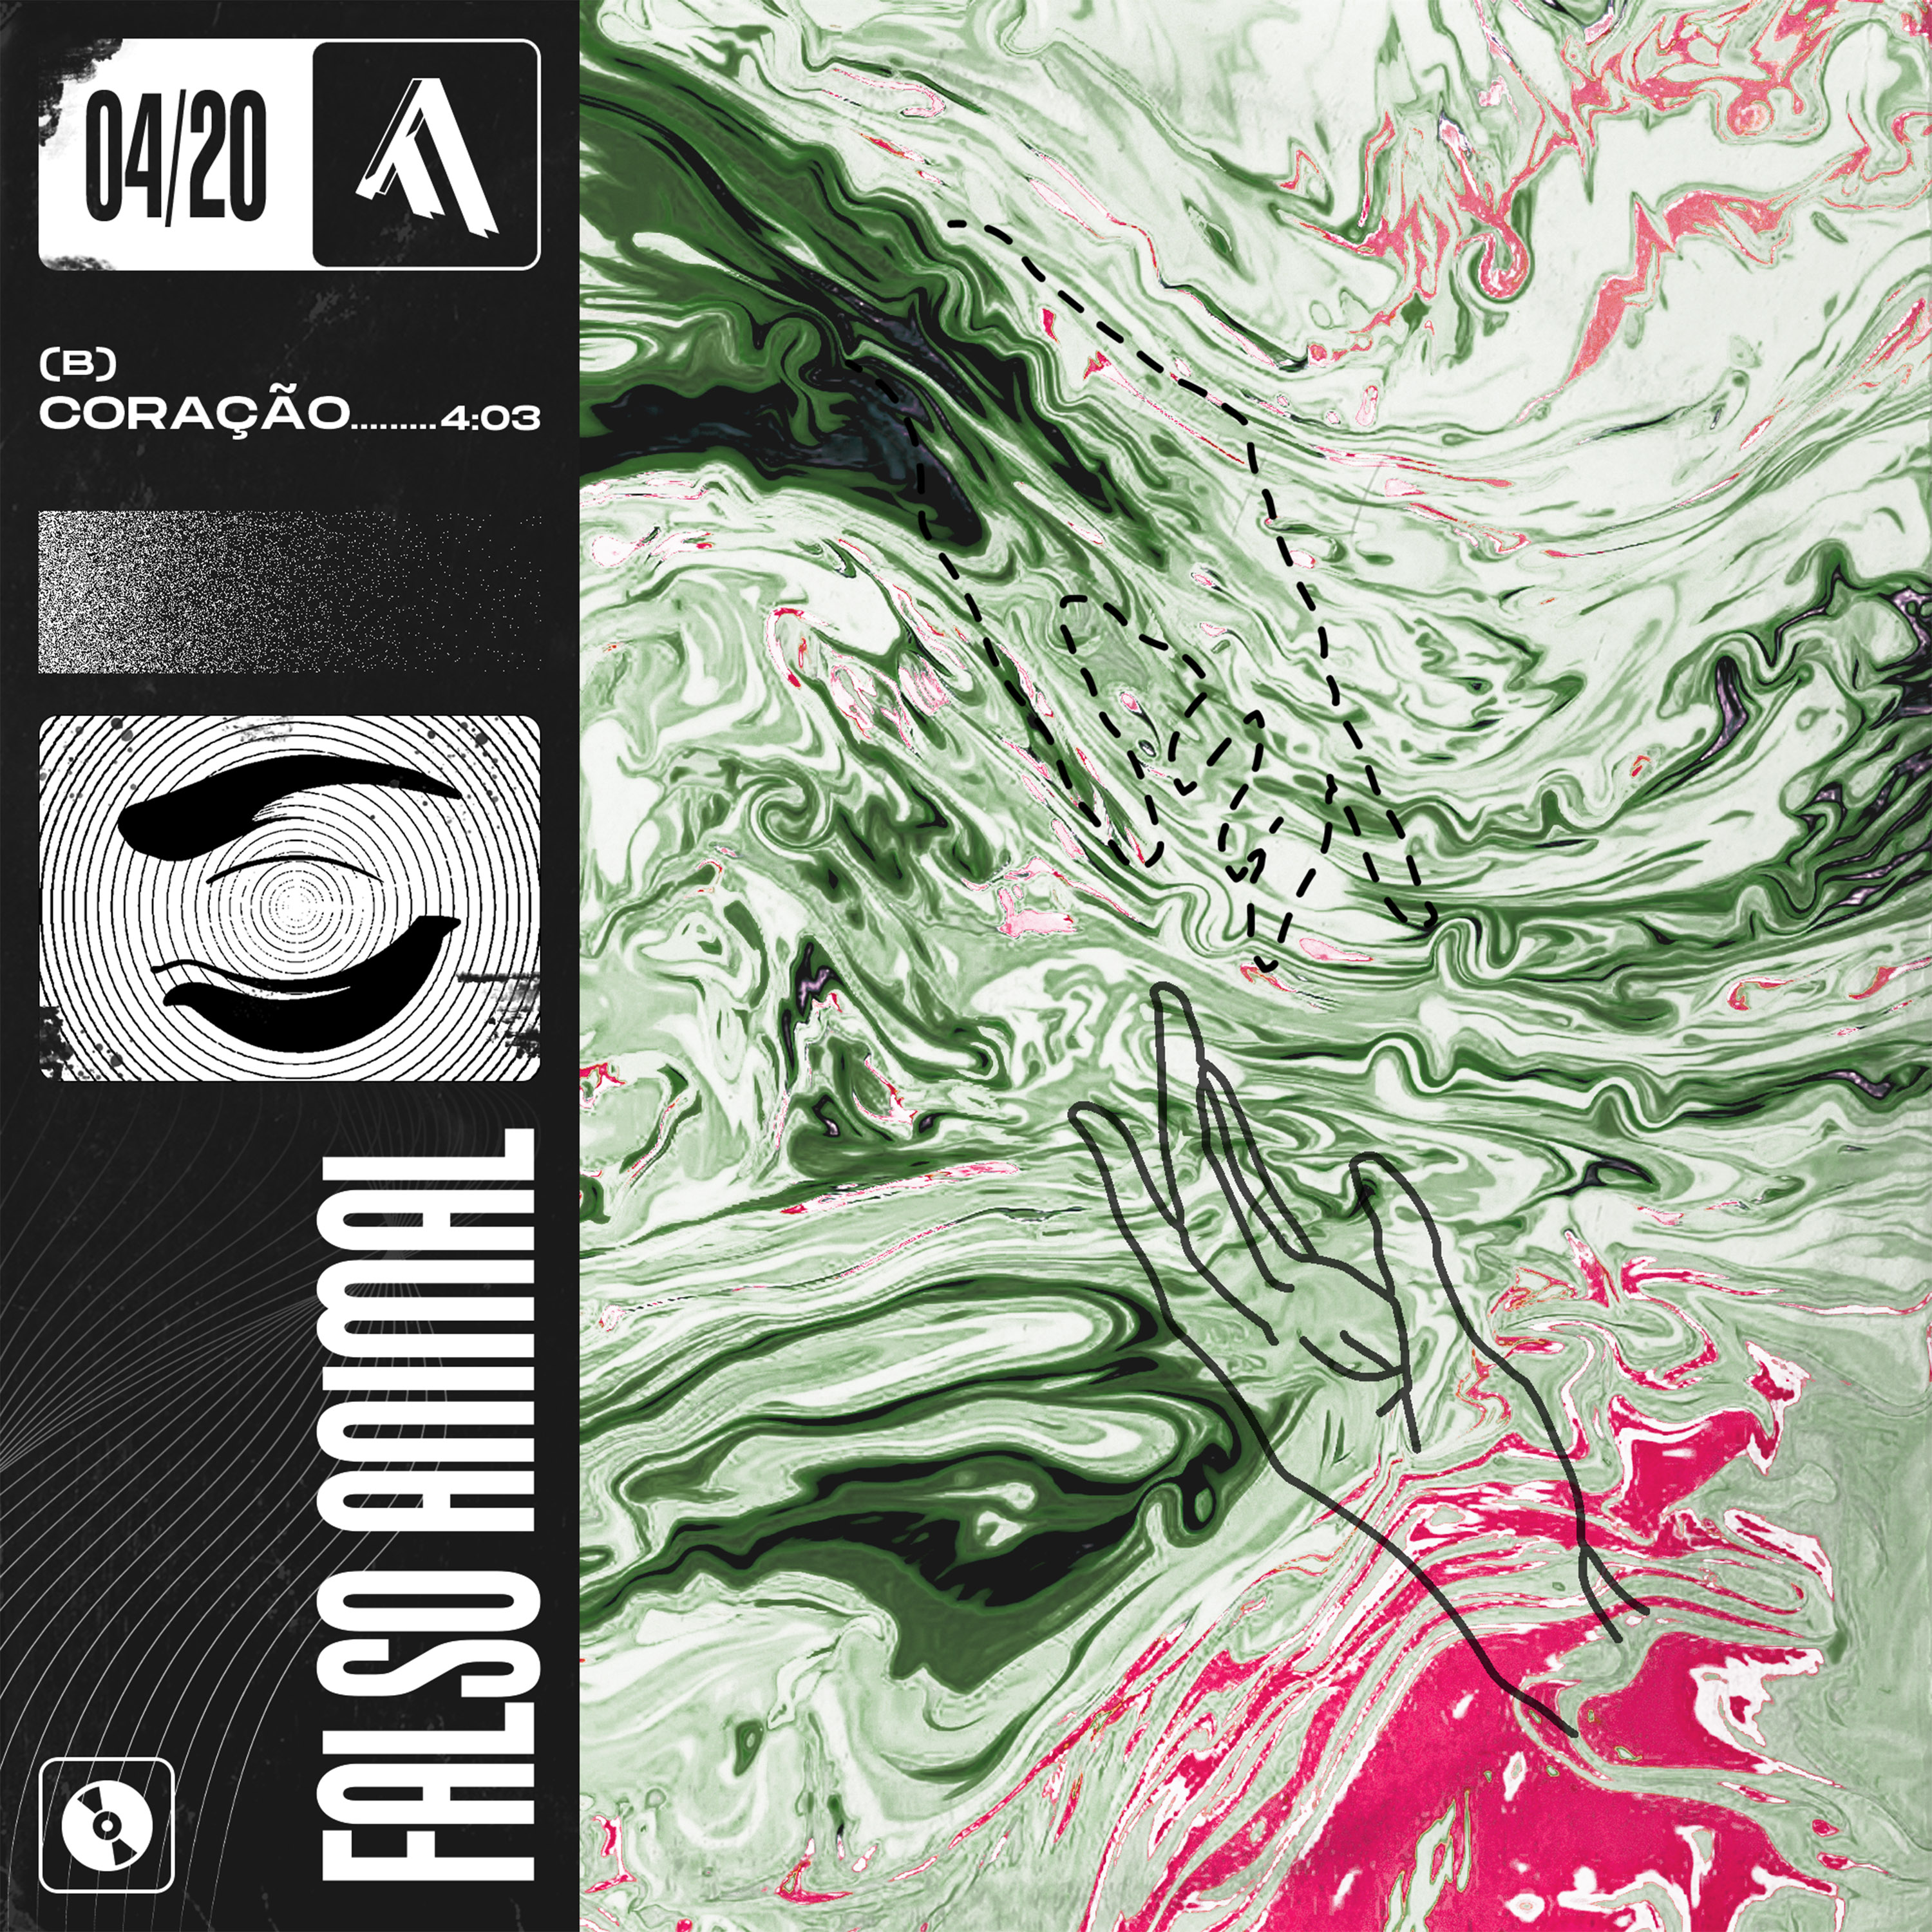 04/20
(B)
CORAÇÃO.........4:03
FALSO ANIMAL